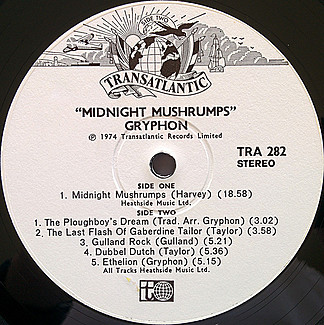 SIDE TWO
TRANSATLANTIC
"MIDNIGHT MUSHRUMPS"
GRYPHON
℗ 1974 Transatlantic Records Limited
TRA 282
STEREO
SIDE ONE
1. Midnight Mushrumps (Harvey) (18.58)
Heathside Music Ltd.
SIDE TWO
1. The Ploughboy's Dream (Trad. Arr. Gryphon) (3.02)
2. The Last Flash Of Gaberdine Tailor (Taylor) (3.58)
3. Gulland Rock (Gulland) (5.21)
4. Dubbel Dutch (Taylor) (5.36)
5. Ethelion (Gryphon) (5.15)
All Tracks Heathside Music Ltd.
t